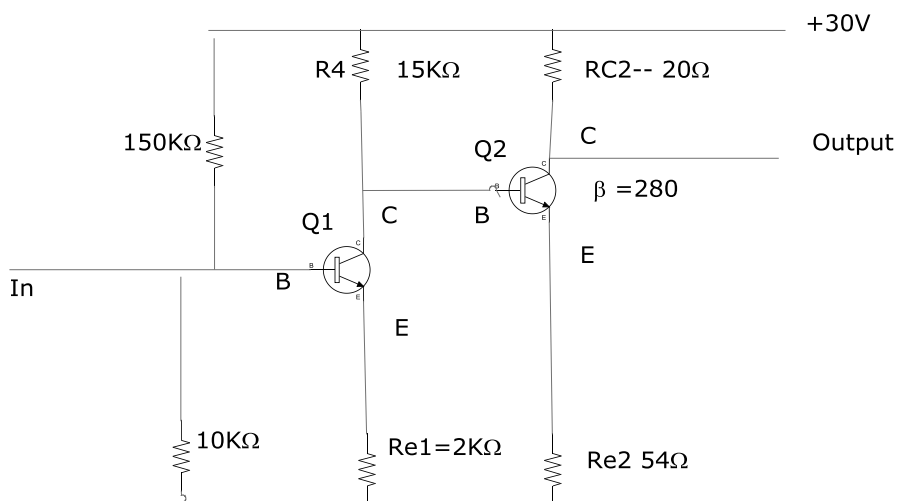 +30V
R4 15KΩ
RC2-- 20Ω
150KΩ
C
Output
Q2
C
B
β =280
E
B
C
Q1
C
E
B
B
In
E
E
10KΩ
Re1=2KΩ
Re2 54Ω